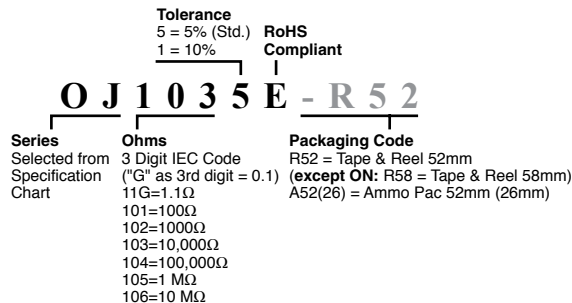 Tolerance
5 = 5% (Std.)
1 = 10%
RoHS
Compliant
O J 1 0 3 5 E - R 5 2
Series
Selected from
Specification
Chart
Ohms
3 Digit IEC Code
("G" as 3rd digit = 0.1)
11G=1.1Ω
101=100Ω
102=1000Ω
103=10,000Ω
104=100,000Ω
105=1 MΩ
106=10 MΩ
Packaging Code
R52 = Tape & Reel 52mm
(except ON: R58 = Tape & Reel 58mm)
A52(26) = Ammo Pac 52mm (26mm)